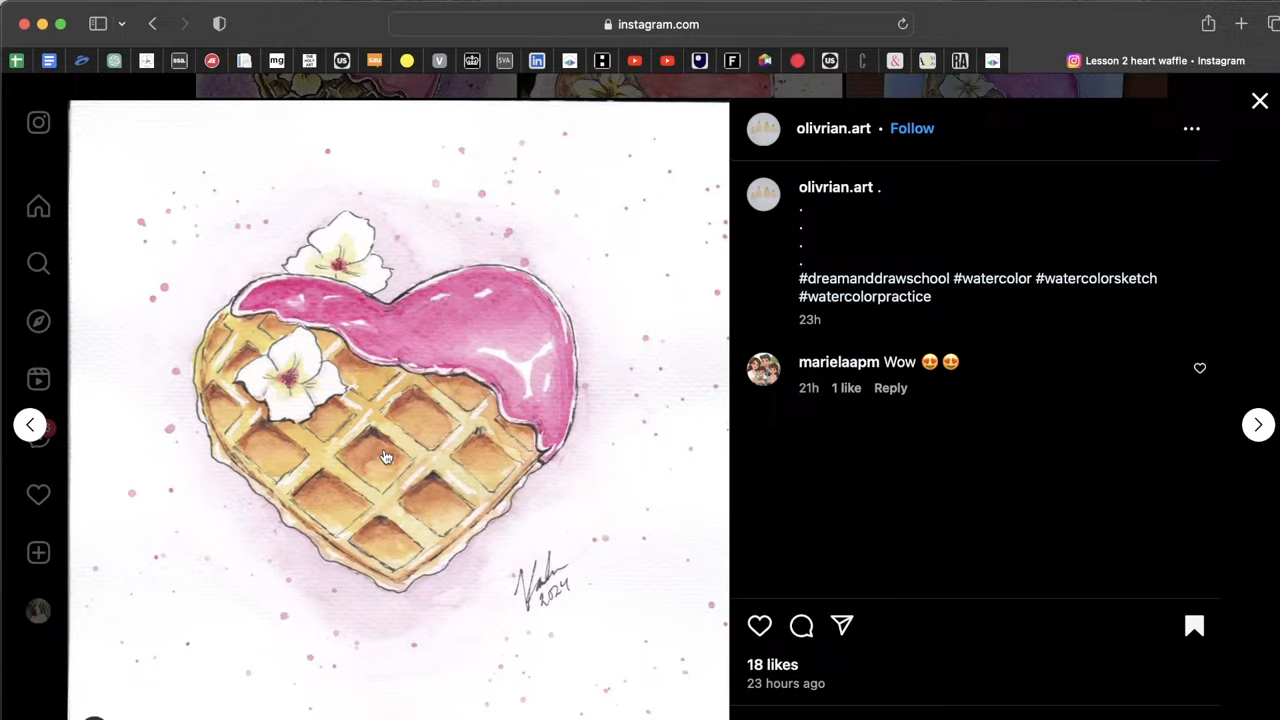 instagram.com
Lesson 2 heart waffle • Instagram
olivrian.art • Follow
olivrian.art .
.
.
.
.
#dreamanddrawschool #watercolor #watercolorsketch
#watercolorpractice
23h
marielaapm Wow 😍😍
21h 1 like Reply
2024
18 likes
23 hours ago